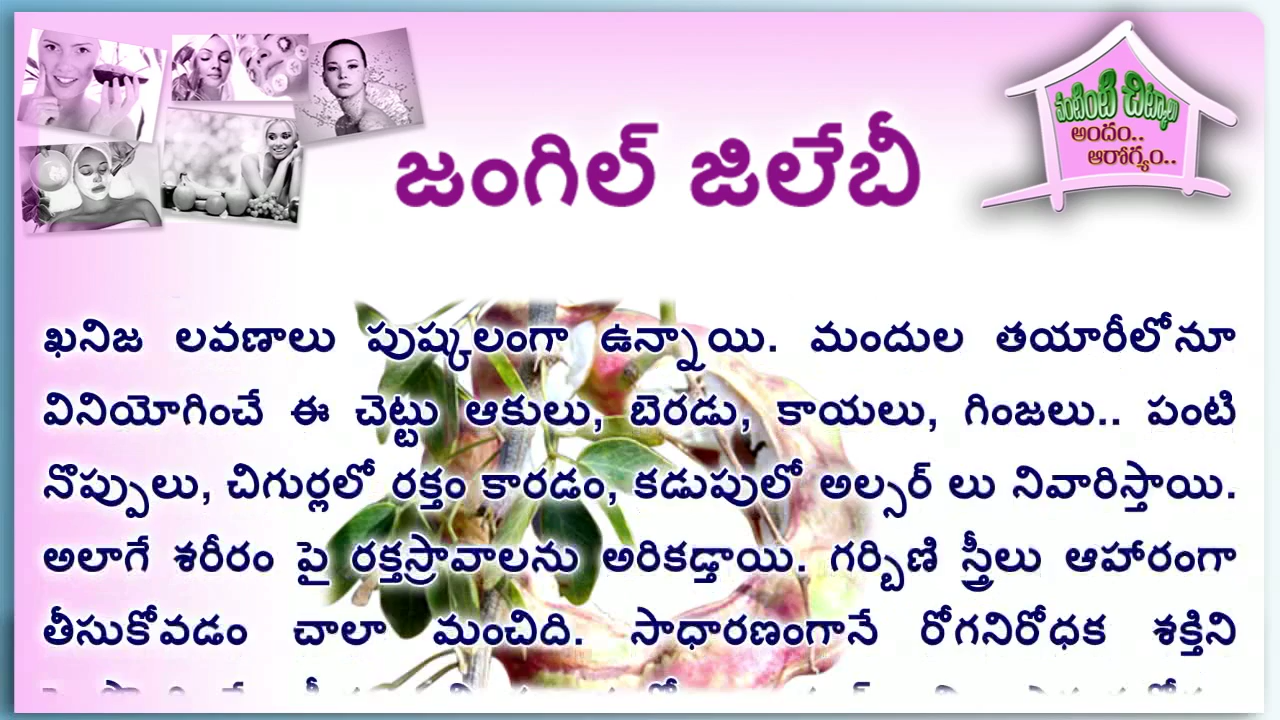 వంటింటి చిట్కాలు
అందం..
ఆరోగ్యం..
జంగిల్ జిలేబీ
ఖనిజ లవణాలు పుష్కలంగా ఉన్నాయి. మందుల తయారీలోనూ
వినియోగించే ఈ చెట్టు ఆకులు, బెరడు, కాయలు, గింజలు.. పంటి
నొప్పులు, చిగుర్లలో రక్తం కారడం, కడుపులో అల్సర్ లు నివారిస్తాయి.
అలాగే శరీరం పై రక్తస్రావాలను అరికడ్తాయి. గర్భిణి స్త్రీలు ఆహారంగా
తీసుకోవడం చాలా మంచిది. సాధారణంగానే రోగనిరోధక శక్తిని